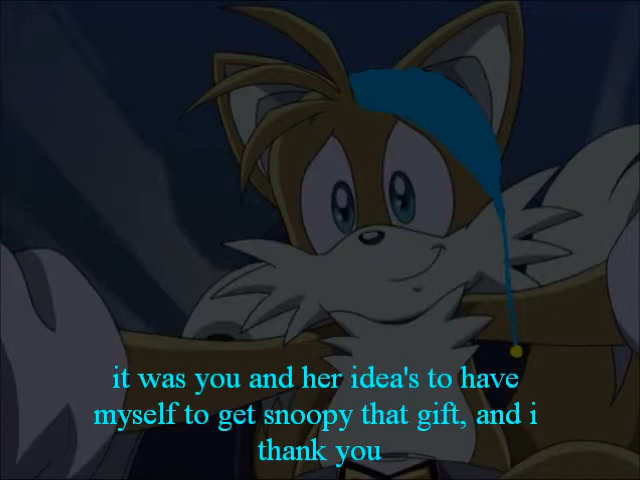 it was you and her idea's to have
myself to get snoopy that gift, and i
thank you